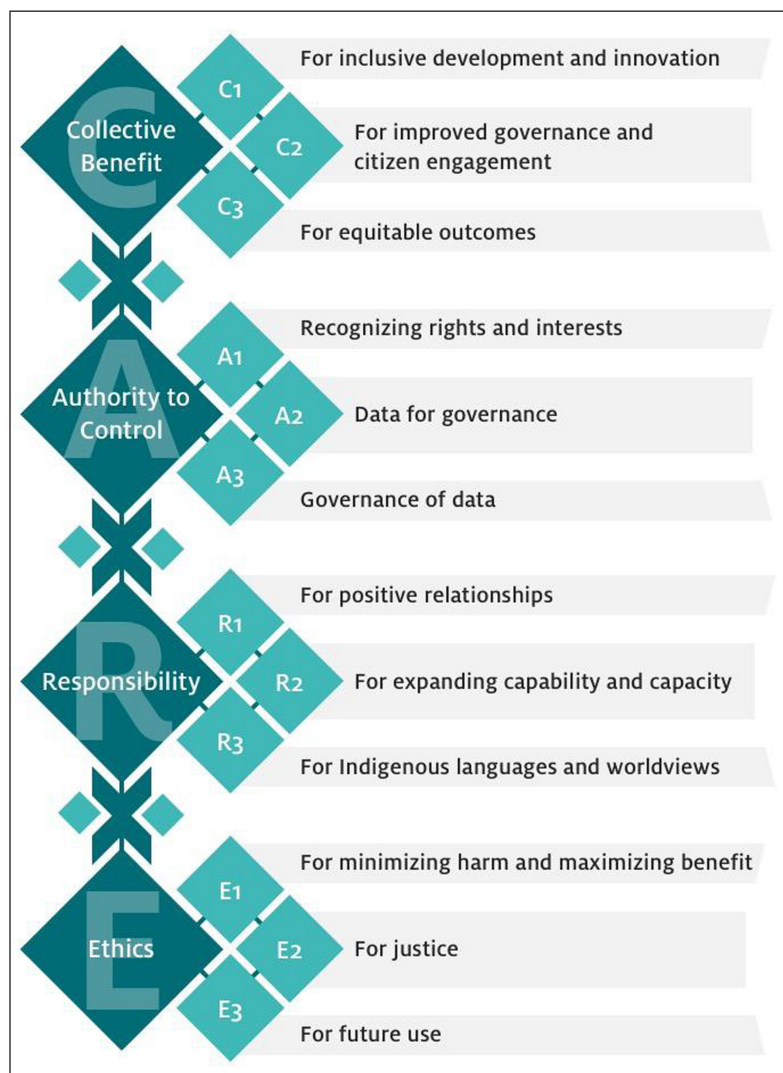 C
Collective
Benefit
C1
For inclusive development and innovation
C2
For improved governance and
citizen engagement
C3
For equitable outcomes
A
Authority to
Control
A1
Recognizing rights and interests
A2
Data for governance
A3
Governance of data
R
Responsibility
R1
For positive relationships
R2
For expanding capability and capacity
R3
For Indigenous languages and worldviews
E
Ethics
E1
For minimizing harm and maximizing benefit
E2
For justice
E3
For future use